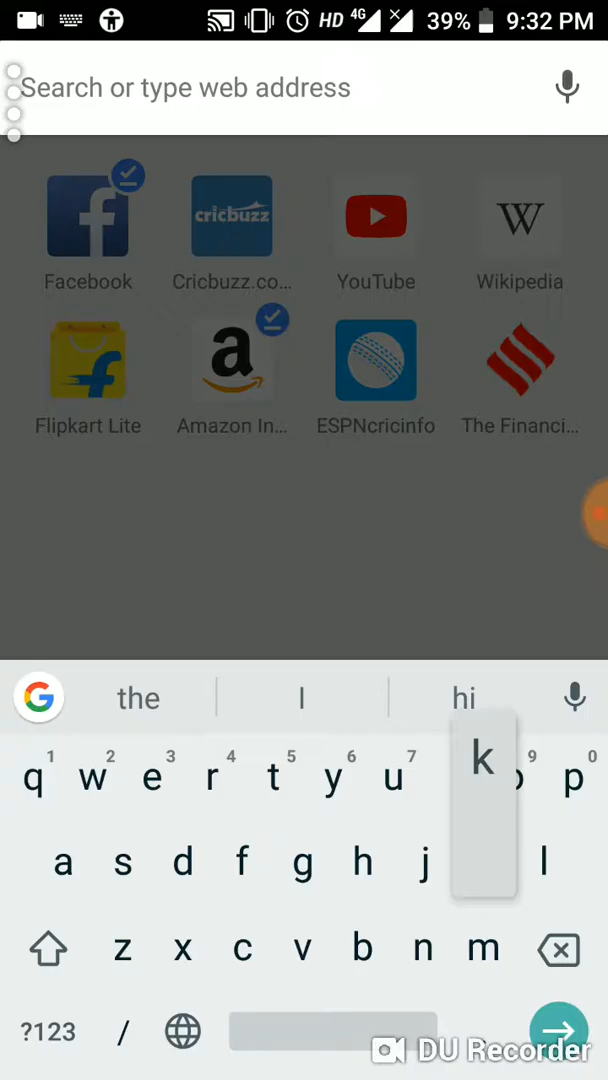 HD 4G 39% 9:32 PM
Search or type web address
f cricbuzz W
Facebook Cricbuzz.co... YouTube Wikipedia
f a
Flipkart Lite Amazon In... ESPNcricinfo The Financi...
G the I hi
k
1 2 3 4 5 6 7 9 0
q w e r t y u p
a s d f g h j l
z x c v b n m
?123 /
DU Recorder